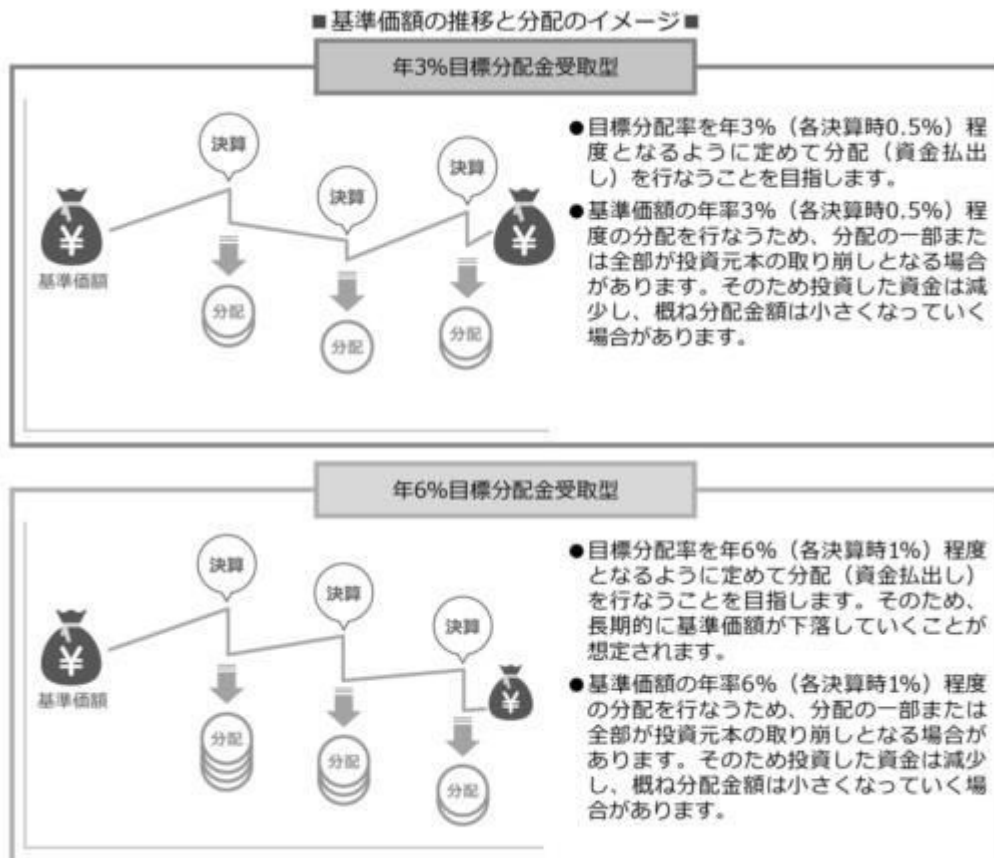 ■基準価額の推移と分配のイメージ■
年3%目標分配金受取型
決算
決算
決算
¥
¥
基準価額
分配
分配
分配
●目標分配率を年3%（各決算時0.5%）程
度となるように定めて分配（資金払出
し）を行なうことを目指します。
●基準価額の年率3%（各決算時0.5%）程
度の分配を行なうため、分配の一部また
は全部が投資元本の取り崩しとなる場合
があります。そのため投資した資金は減
少し、概ね分配金額は小さくなっていく
場合があります。
年6%目標分配金受取型
決算
決算
決算
¥
¥
基準価額
分配
分配
分配
●目標分配率を年6%（各決算時1%）程度
となるように定めて分配（資金払出し）
を行なうことを目指します。そのため、
長期的に基準価額が下落していくことが
想定されます。
●基準価額の年率6%（各決算時1%）程度
の分配を行なうため、分配の一部または
全部が投資元本の取り崩しとなる場合が
あります。そのため投資した資金は減少
し、概ね分配金額は小さくなっていく場
合があります。